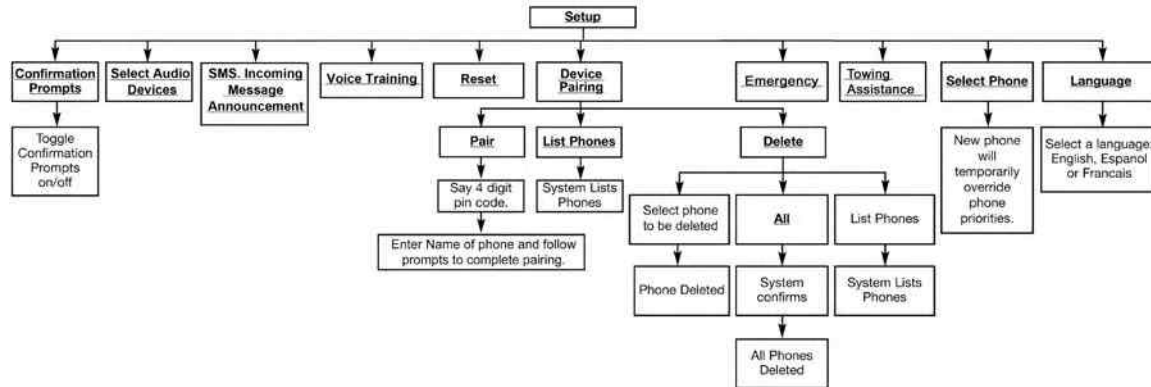 Setup
Confirmation
Prompts
Select Audio
Devices
SMS. Incoming
Message
Announcement
Voice Training
Reset
Device
Pairing
Emergency
Towing
Assistance
Select Phone
Language
Toggle
Confirmation
Prompts
on/off
Pair
List Phones
Delete
New phone
will
temporarily
override
phone
priorities.
Select a language:
English, Espanol
or Francais
Say 4 digit
pin code.
System Lists
Phones
Enter Name of phone and follow
prompts to complete pairing.
Select phone
to be deleted
All
List Phones
Phone Deleted
System
confirms
System Lists
Phones
All Phones
Deleted